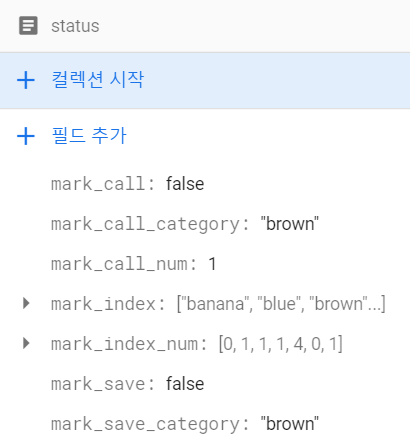 status
컬렉션 시작
필드 추가
mark_call: false
mark_call_category: "brown"
mark_call_num: 1
mark_index: ["banana", "blue", "brown"...]
mark_index_num: [0, 1, 1, 1, 4, 0, 1]
mark_save: false
mark_save_category: "brown"